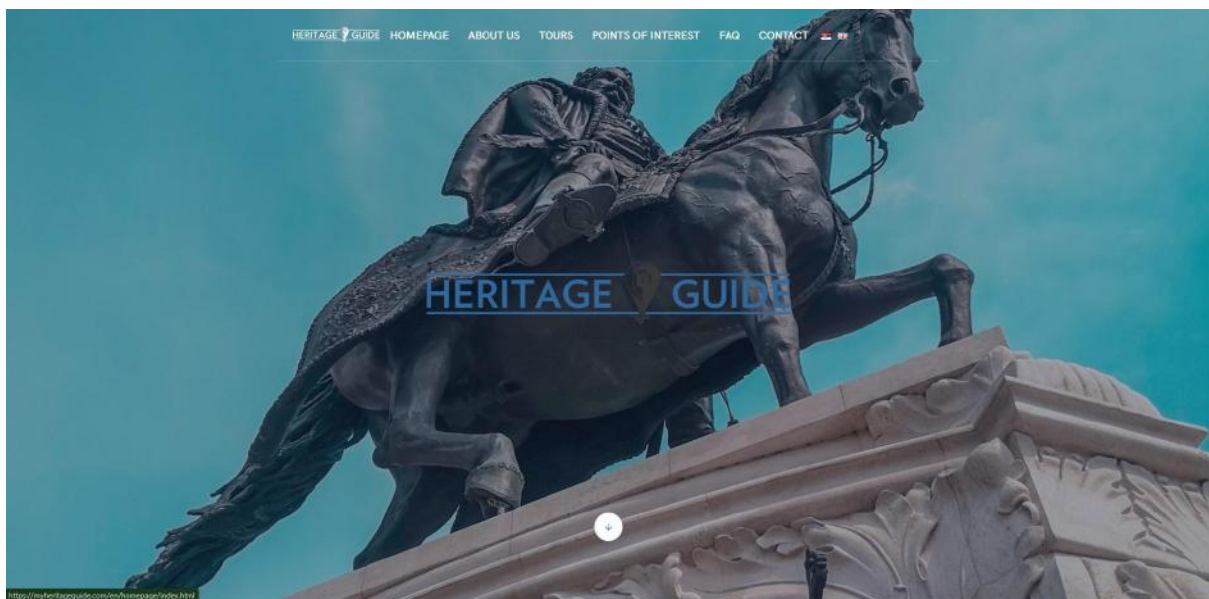 HERITAGE GUIDE HOMEPAGE ABOUT US TOURS POINTS OF INTEREST FAQ CONTACT
HERITAGE GUIDE
https://myheritageguide.com/en/homepage/index.html